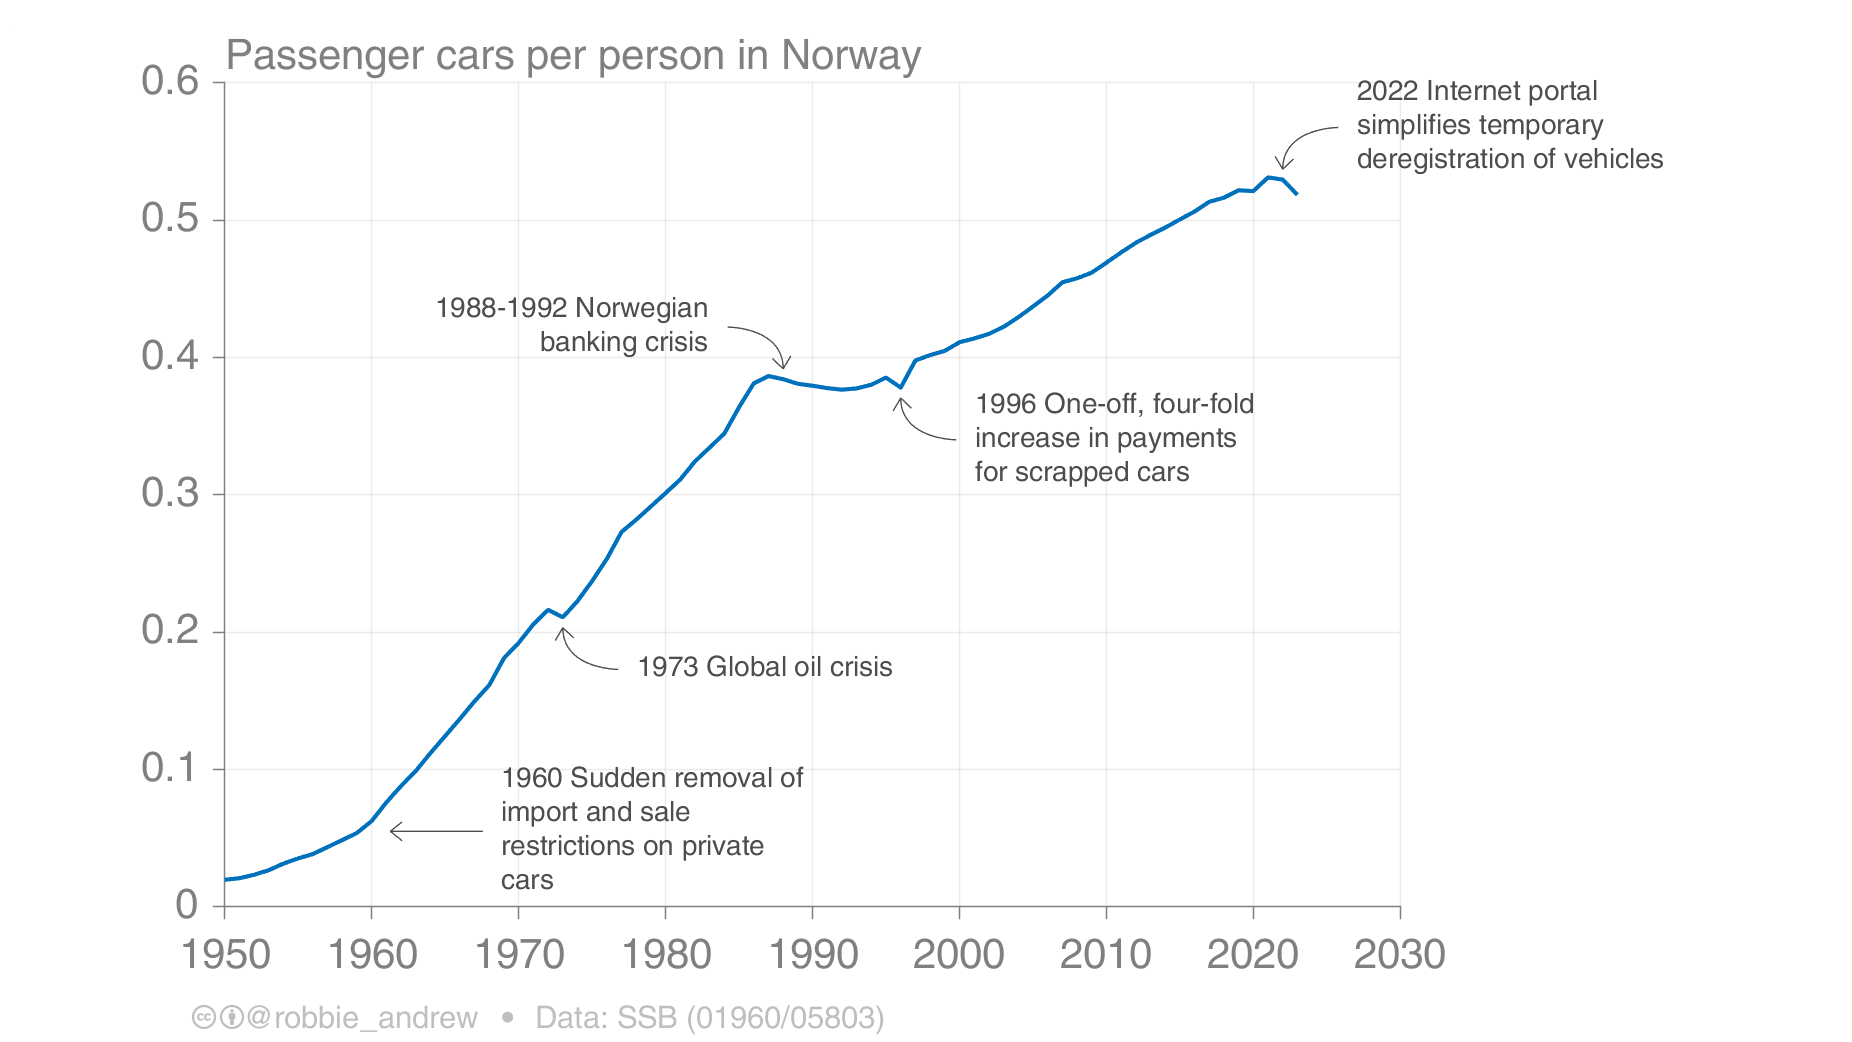 Passenger cars per person in Norway
0.6
2022 Internet portal
simplifies temporary
deregistration of vehicles
0.5
1988-1992 Norwegian
banking crisis
0.4
1996 One-off, four-fold
increase in payments
for scrapped cars
0.3
0.2
1973 Global oil crisis
0.1
1960 Sudden removal of
import and sale
restrictions on private
cars
0
1950 1960 1970 1980 1990 2000 2010 2020 2030
cc @robbie_andrew • Data: SSB (01960/05803)